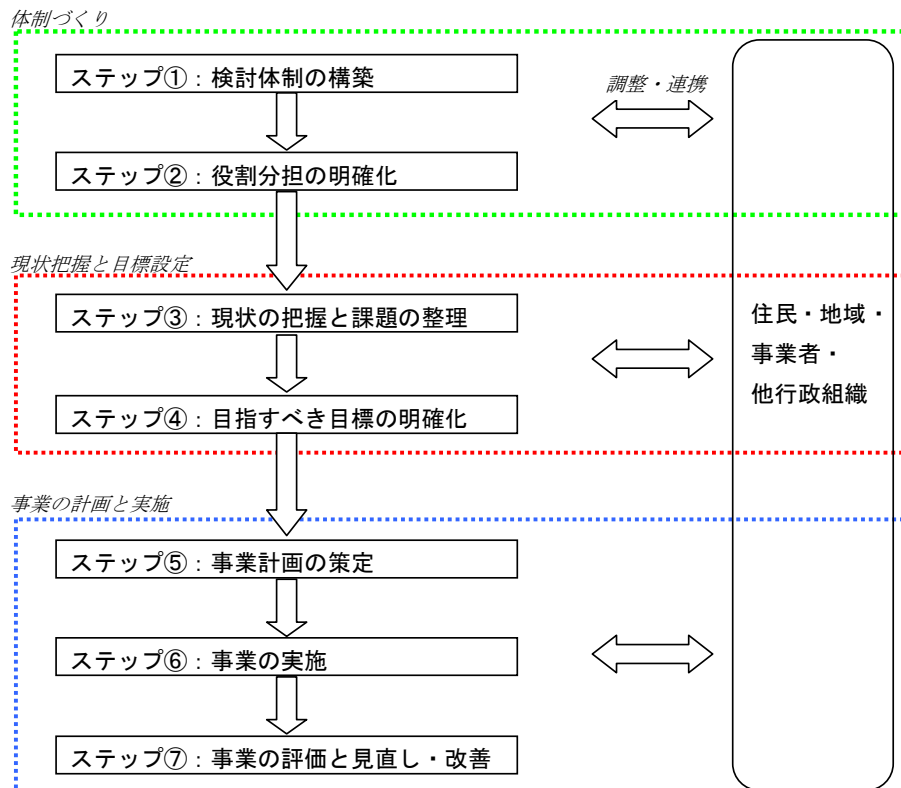 体制づくり
ステップ①：検討体制の構築
調整・連携
ステップ②：役割分担の明確化
現状把握と目標設定
ステップ③：現状の把握と課題の整理
住民・地域・
事業者・
他行政組織
ステップ④：目指すべき目標の明確化
事業の計画と実施
ステップ⑤：事業計画の策定
ステップ⑥：事業の実施
ステップ⑦：事業の評価と見直し・改善